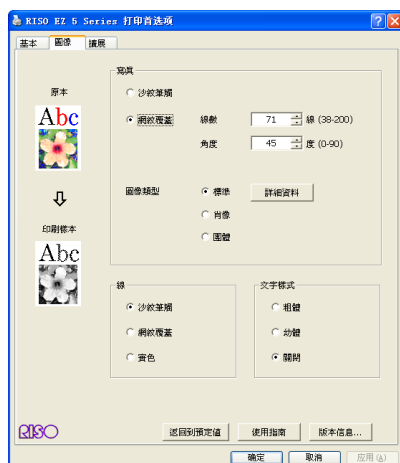 RISO EZ 5 Series 打印首选项
基本 圖像 擴展
寫真
原本
沙紋筆觸
Abc
網紋覆蓋 線數 71 線 (38-200)
角度 45 度 (0-90)
圖像類型 標準 詳細資料
肖像
印刷樣本
團體
Abc
線 文字樣式
沙紋筆觸 粗體
網紋覆蓋 幼體
實色 關閉
RISO 返回到預定值 使用指南 版本信息...
确定 取消 应用(A)